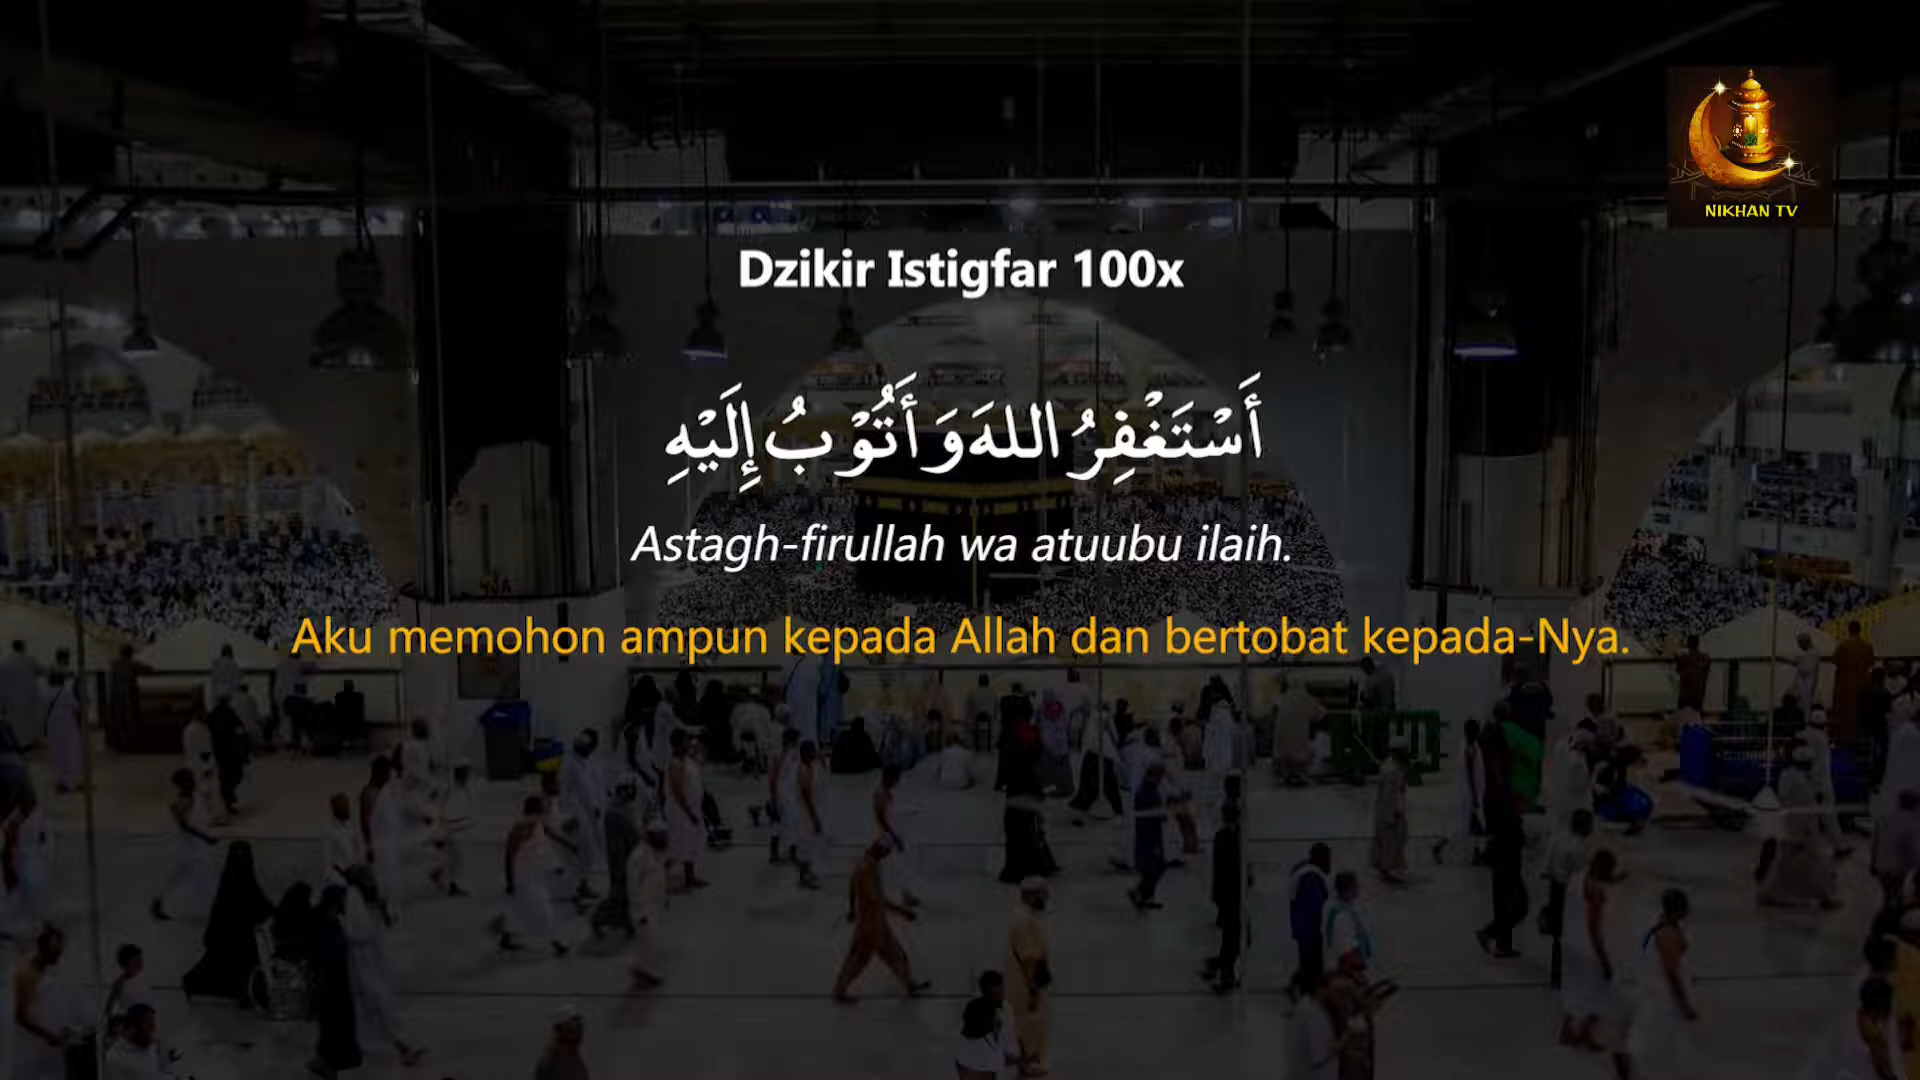 NIKHAN TV
Dzikir Istigfar 100x
أَسْتَغْفِرُ اللهَ وَ أَتُوْبُ إِلَيْهِ
Astagh-firullah wa atuubu ilaih.
Aku memohon ampun kepada Allah dan bertobat kepada-Nya.